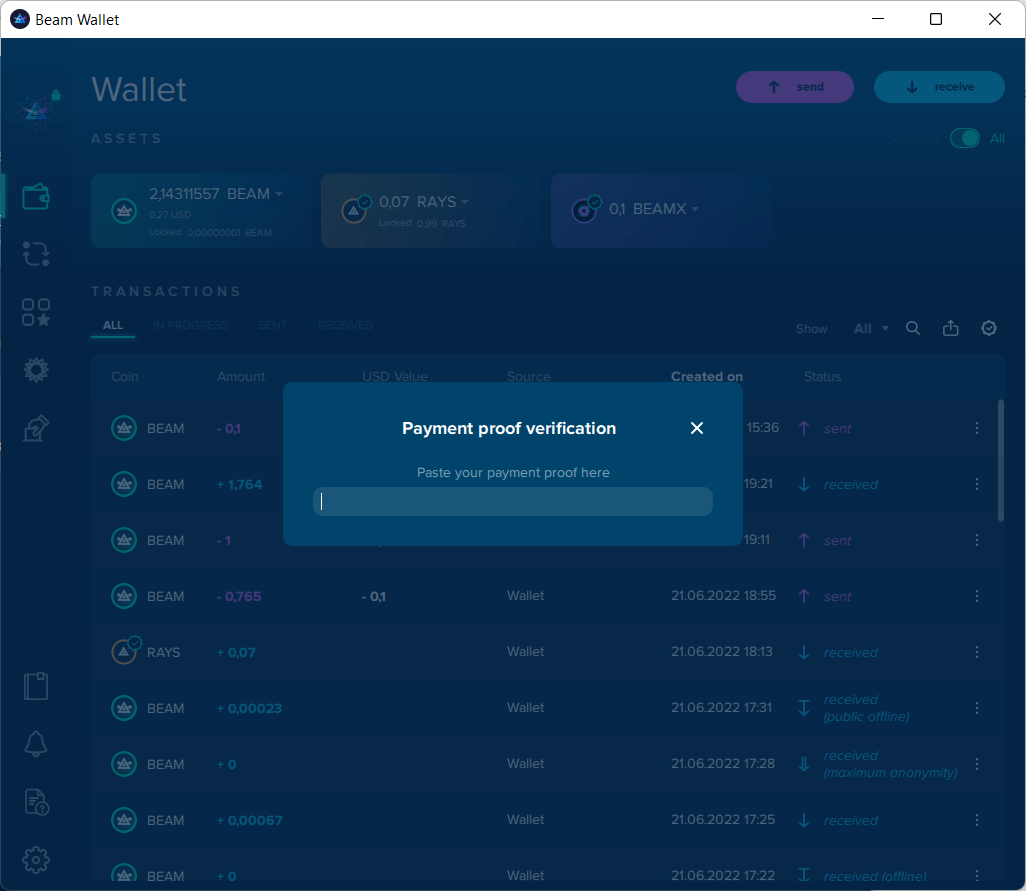 Beam Wallet
Wallet
send
receive
ASSETS
All
2,14311557 BEAM
0,27 USD
Locked 0,00000001 BEAM
0,07 RAYS
Locked 0,99 RAYS
0,1 BEAMX
TRANSACTIONS
ALL IN PROGRESS SENT RECEIVED
Show All
Coin Amount USD Value Source Created on Status
Payment proof verification
Paste your payment proof here
BEAM - 0,1 15:36 sent
BEAM + 1,764 19:21 received
BEAM - 1 19:11 sent
BEAM - 0,765 - 0,1 Wallet 21.06.2022 18:55 sent
RAYS + 0,07 Wallet 21.06.2022 18:13 received
BEAM + 0,00023 Wallet 21.06.2022 17:31 received
(public offline)
BEAM + 0 Wallet 21.06.2022 17:28 received
(maximum anonymity)
BEAM + 0,00067 Wallet 21.06.2022 17:25 received
BEAM + 0 Wallet 21.06.2022 17:22 received (offline)